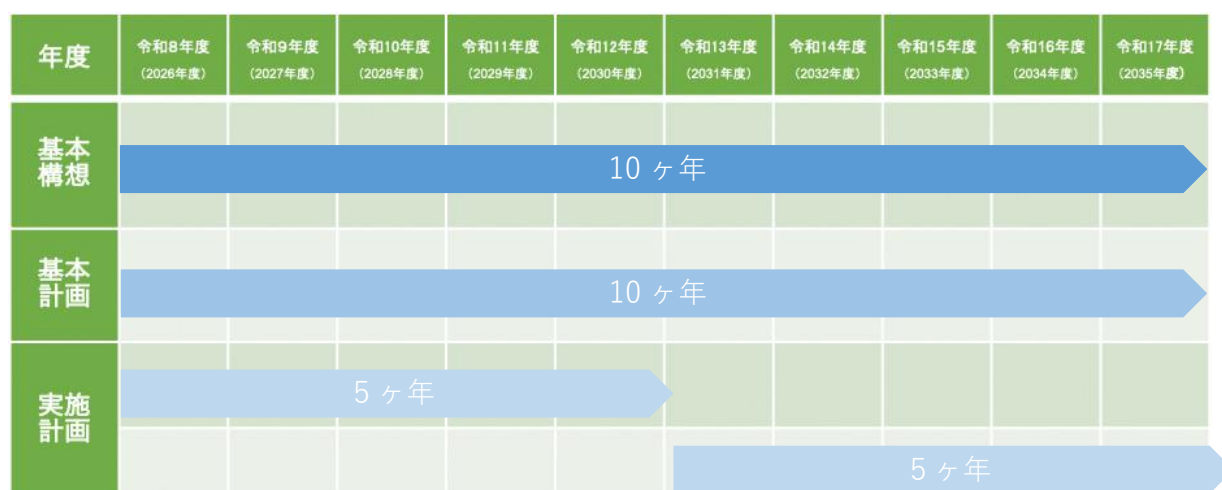 年度 令和8年度 令和9年度 令和10年度 令和11年度 令和12年度 令和13年度 令和14年度 令和15年度 令和16年度 令和17年度
(2026年度) (2027年度) (2028年度) (2029年度) (2030年度) (2031年度) (2032年度) (2033年度) (2034年度) (2035年度)
基本
構想
10 ヶ年
基本
計画
10 ヶ年
実施
計画
5 ヶ年
5 ヶ年